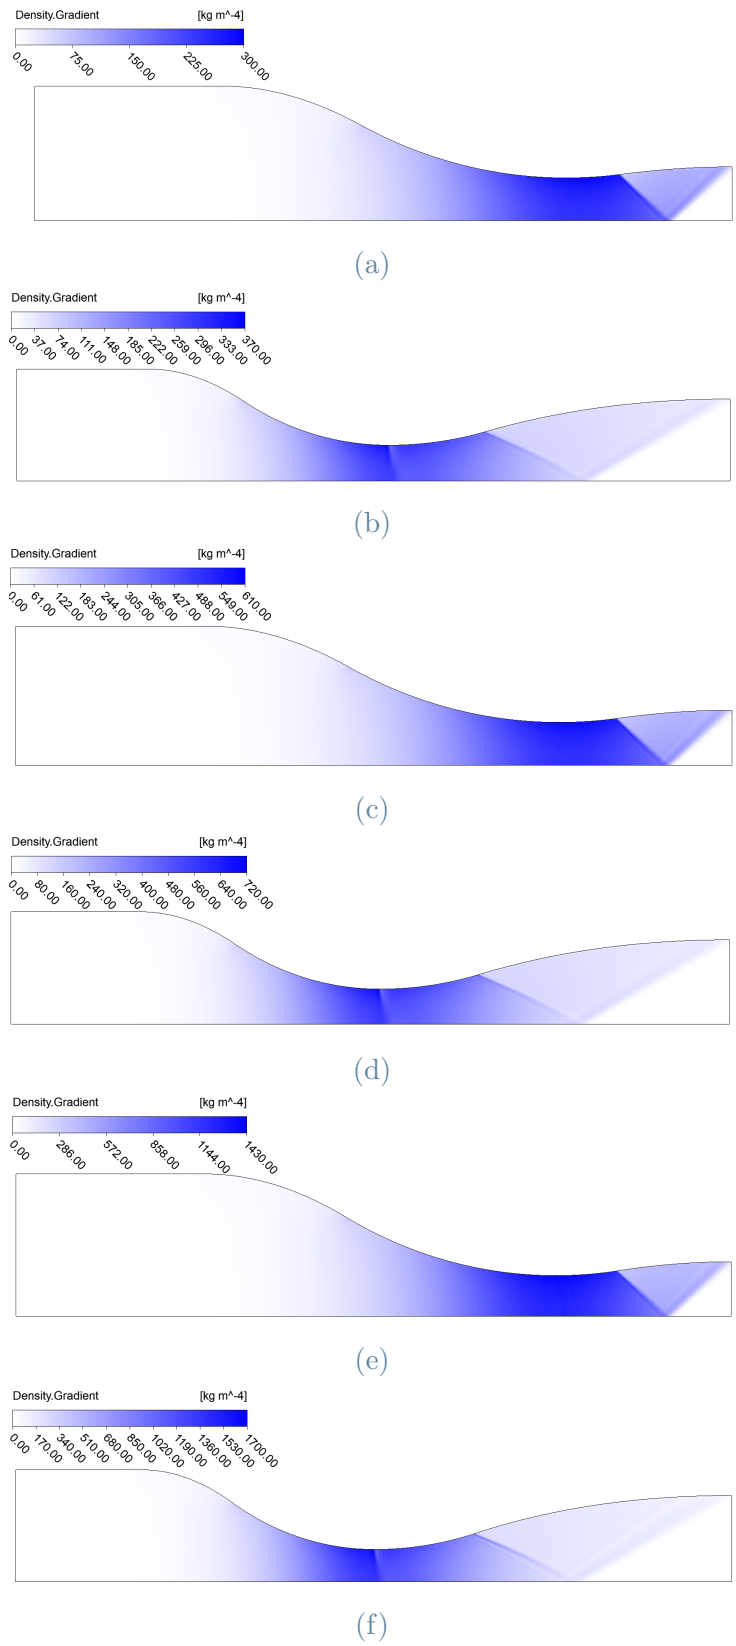 Density.Gradient [kg m^-4]
0.00 75.00 150.00 225.00 300.00
(a)
Density.Gradient [kg m^-4]
0.00 37.00 74.00 111.00 148.00 185.00 222.00 259.00 296.00 333.00 370.00
(b)
Density.Gradient [kg m^-4]
0.00 61.00 122.00 183.00 244.00 305.00 366.00 427.00 488.00 549.00 610.00
(c)
Density.Gradient [kg m^-4]
0.00 80.00 160.00 240.00 320.00 400.00 480.00 560.00 640.00 720.00
(d)
Density.Gradient [kg m^-4]
0.00 286.00 572.00 858.00 1144.00 1430.00
(e)
Density.Gradient [kg m^-4]
0.00 170.00 340.00 510.00 680.00 850.00 1020.00 1190.00 1360.00 1530.00 1700.00
(f)